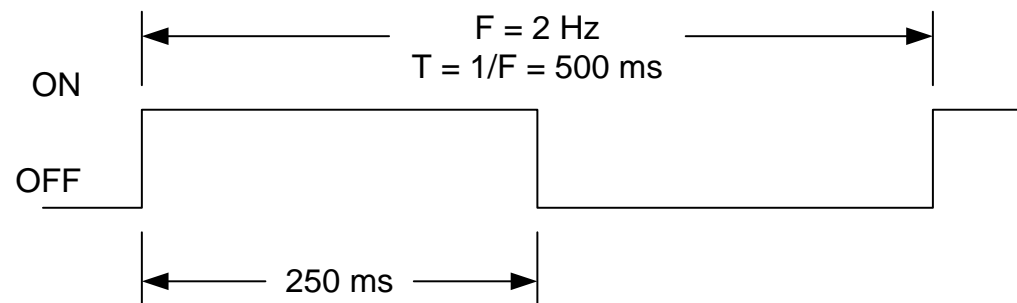 F = 2 Hz
T = 1/F = 500 ms
ON
OFF
250 ms